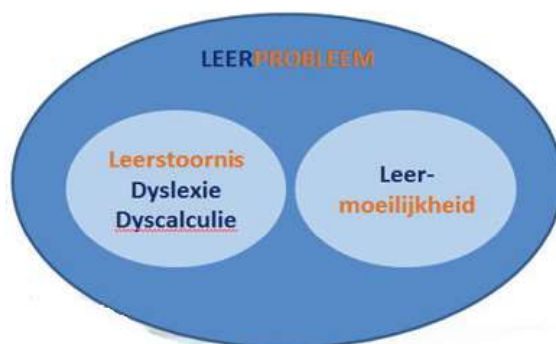 LEERPROBLEEM
Leerstoornis
Dyslexie
Dyscalculie
Leer-
moeilijkheid